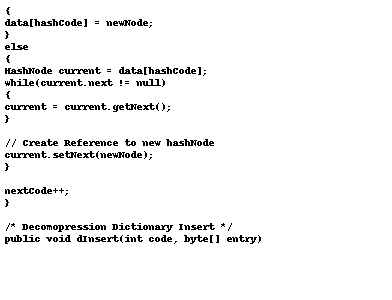 {
data[hashCode] = newNode;
}
else
{
HashNode current = data[hashCode];
while(current.next != null)
{
current = current.getNext();
}
// Create Reference to new hashNode
current.setNext(newNode);
}
nextCode++;
}
/* Decomopression Dictionary Insert */
public void dInsert(int code, byte[] entry)